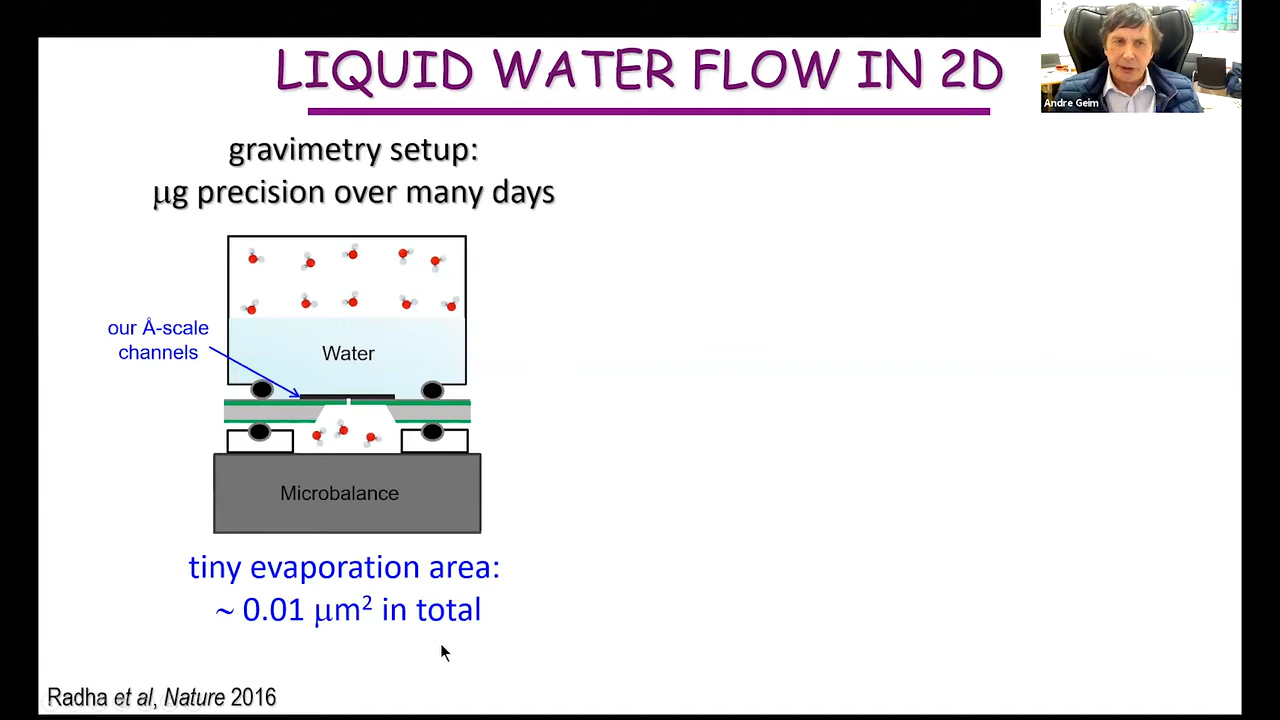 LIQUID WATER FLOW IN 2D
Andre Geim
gravimetry setup:
μg precision over many days
our Å-scale
channels
Water
Microbalance
tiny evaporation area:
~ 0.01 μm² in total
Radha et al, Nature 2016